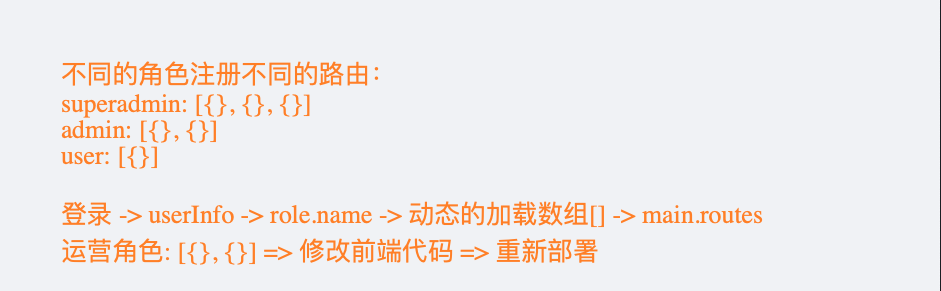 不同的角色注册不同的路由：
superadmin: [{}, {}, {}]
admin: [{}, {}]
user: [{}]
登录 -> userInfo -> role.name -> 动态的加载数组[] -> main.routes
运营角色: [{}, {}] => 修改前端代码 => 重新部署